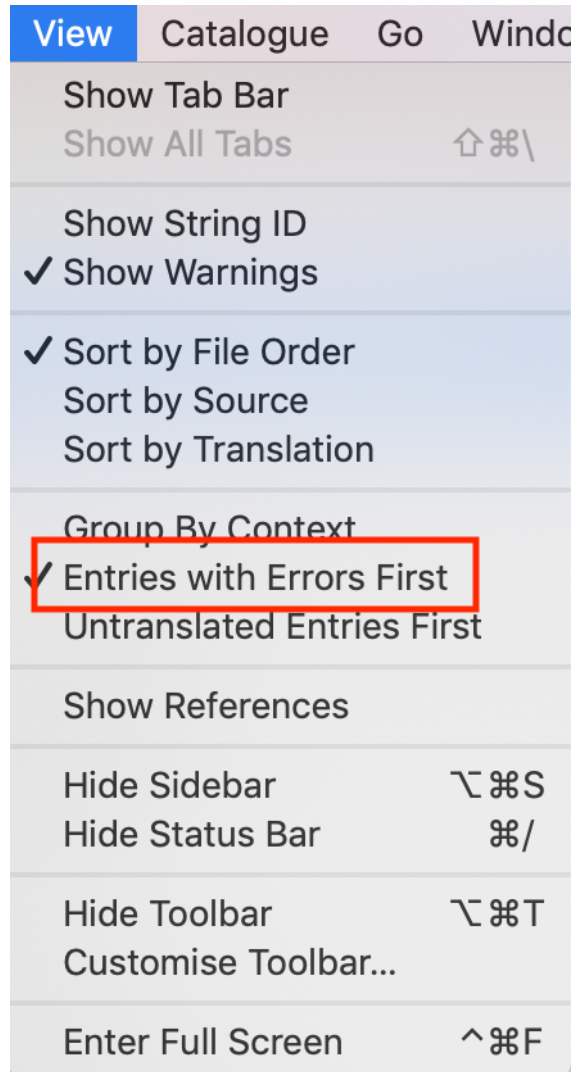 View Catalogue Go Windo
Show Tab Bar
Show All Tabs ⇧⌘\
Show String ID
✓ Show Warnings
✓ Sort by File Order
Sort by Source
Sort by Translation
Group By Context
✓ Entries with Errors First
Untranslated Entries First
Show References
Hide Sidebar ⌥⌘S
Hide Status Bar ⌘/
Hide Toolbar ⌥⌘T
Customise Toolbar...
Enter Full Screen ^⌘F